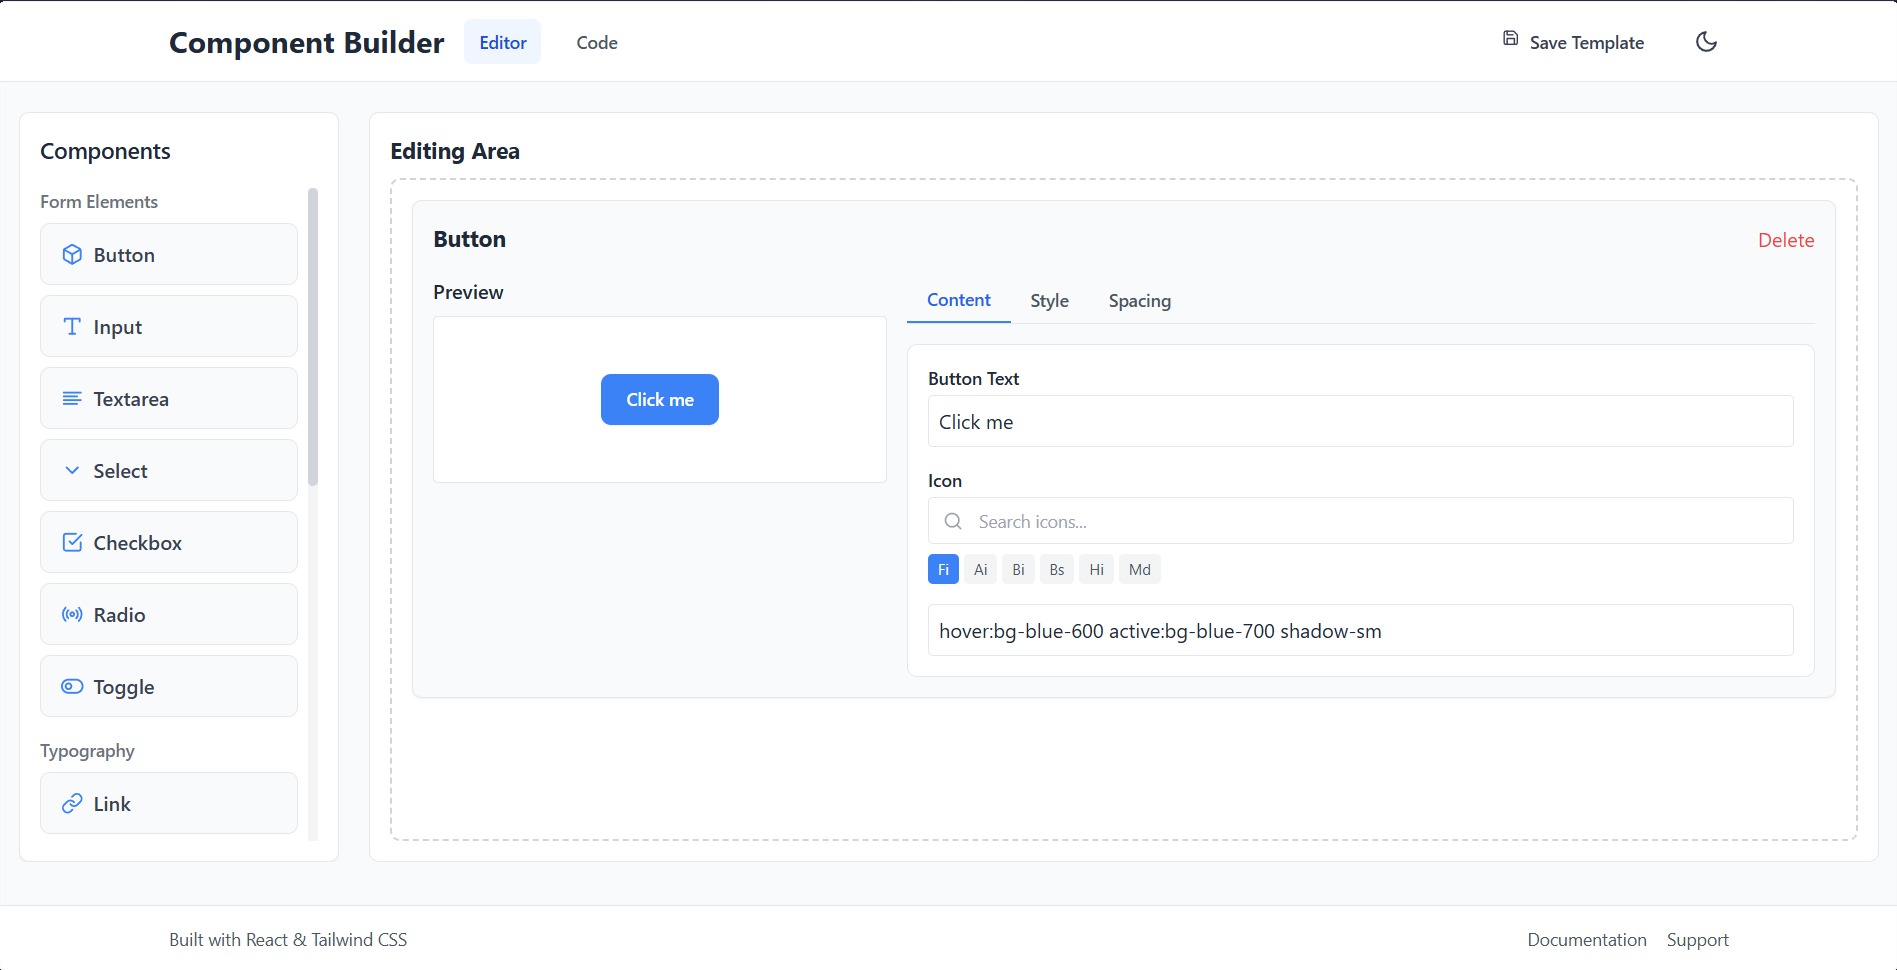 Component Builder
Editor
Code
Save Template
Components
Form Elements
Button
Input
Textarea
Select
Checkbox
Radio
Toggle
Typography
Link
Editing Area
Button
Delete
Preview
Click me
Content
Style
Spacing
Button Text
Click me
Icon
Search icons...
Fi
Ai
Bi
Bs
Hi
Md
hover:bg-blue-600 active:bg-blue-700 shadow-sm
Built with React & Tailwind CSS
Documentation
Support